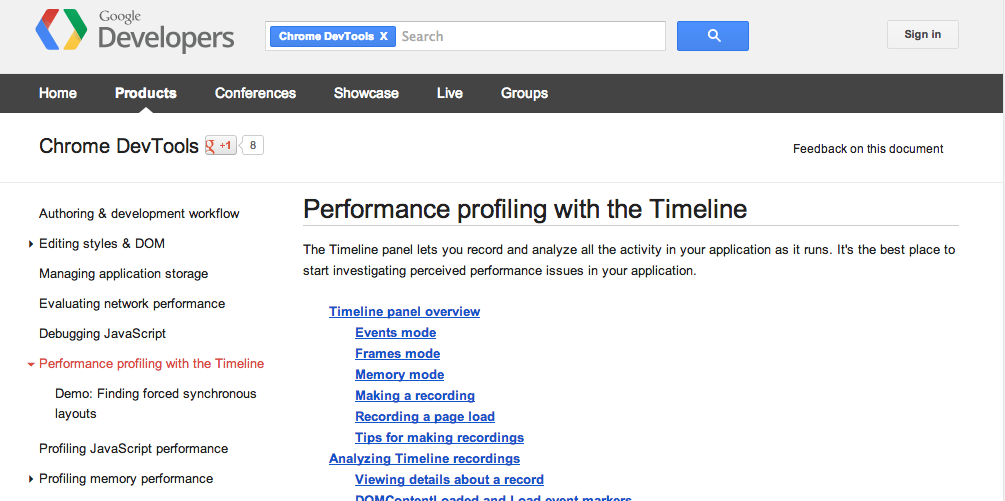 Google
Developers
Chrome DevTools X Search
Sign in
Home Products Conferences Showcase Live Groups
Chrome DevTools +1 8
Feedback on this document
Authoring & development workflow
Editing styles & DOM
Managing application storage
Evaluating network performance
Debugging JavaScript
Performance profiling with the Timeline
Demo: Finding forced synchronous
layouts
Profiling JavaScript performance
Profiling memory performance
Performance profiling with the Timeline
The Timeline panel lets you record and analyze all the activity in your application as it runs. It's the best place to
start investigating perceived performance issues in your application.
Timeline panel overview
Events mode
Frames mode
Memory mode
Making a recording
Recording a page load
Tips for making recordings
Analyzing Timeline recordings
Viewing details about a record
DOMContentLoaded and Load event markers